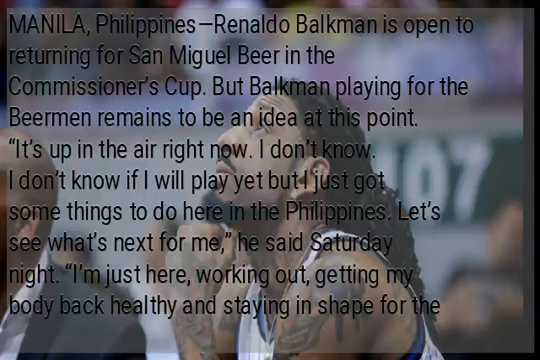 MANILA, Philippines—Renaldo Balkman is open to
returning for San Miguel Beer in the
Commissioner's Cup. But Balkman playing for the
Beermen remains to be an idea at this point.
“It's up in the air right now. I don't know.
I don't know if I will play yet but I just got
some things to do here in the Philippines. Let's
see what's next for me,” he said Saturday
night. “I'm just here, working out, getting my
body back healthy and staying in shape for the
107